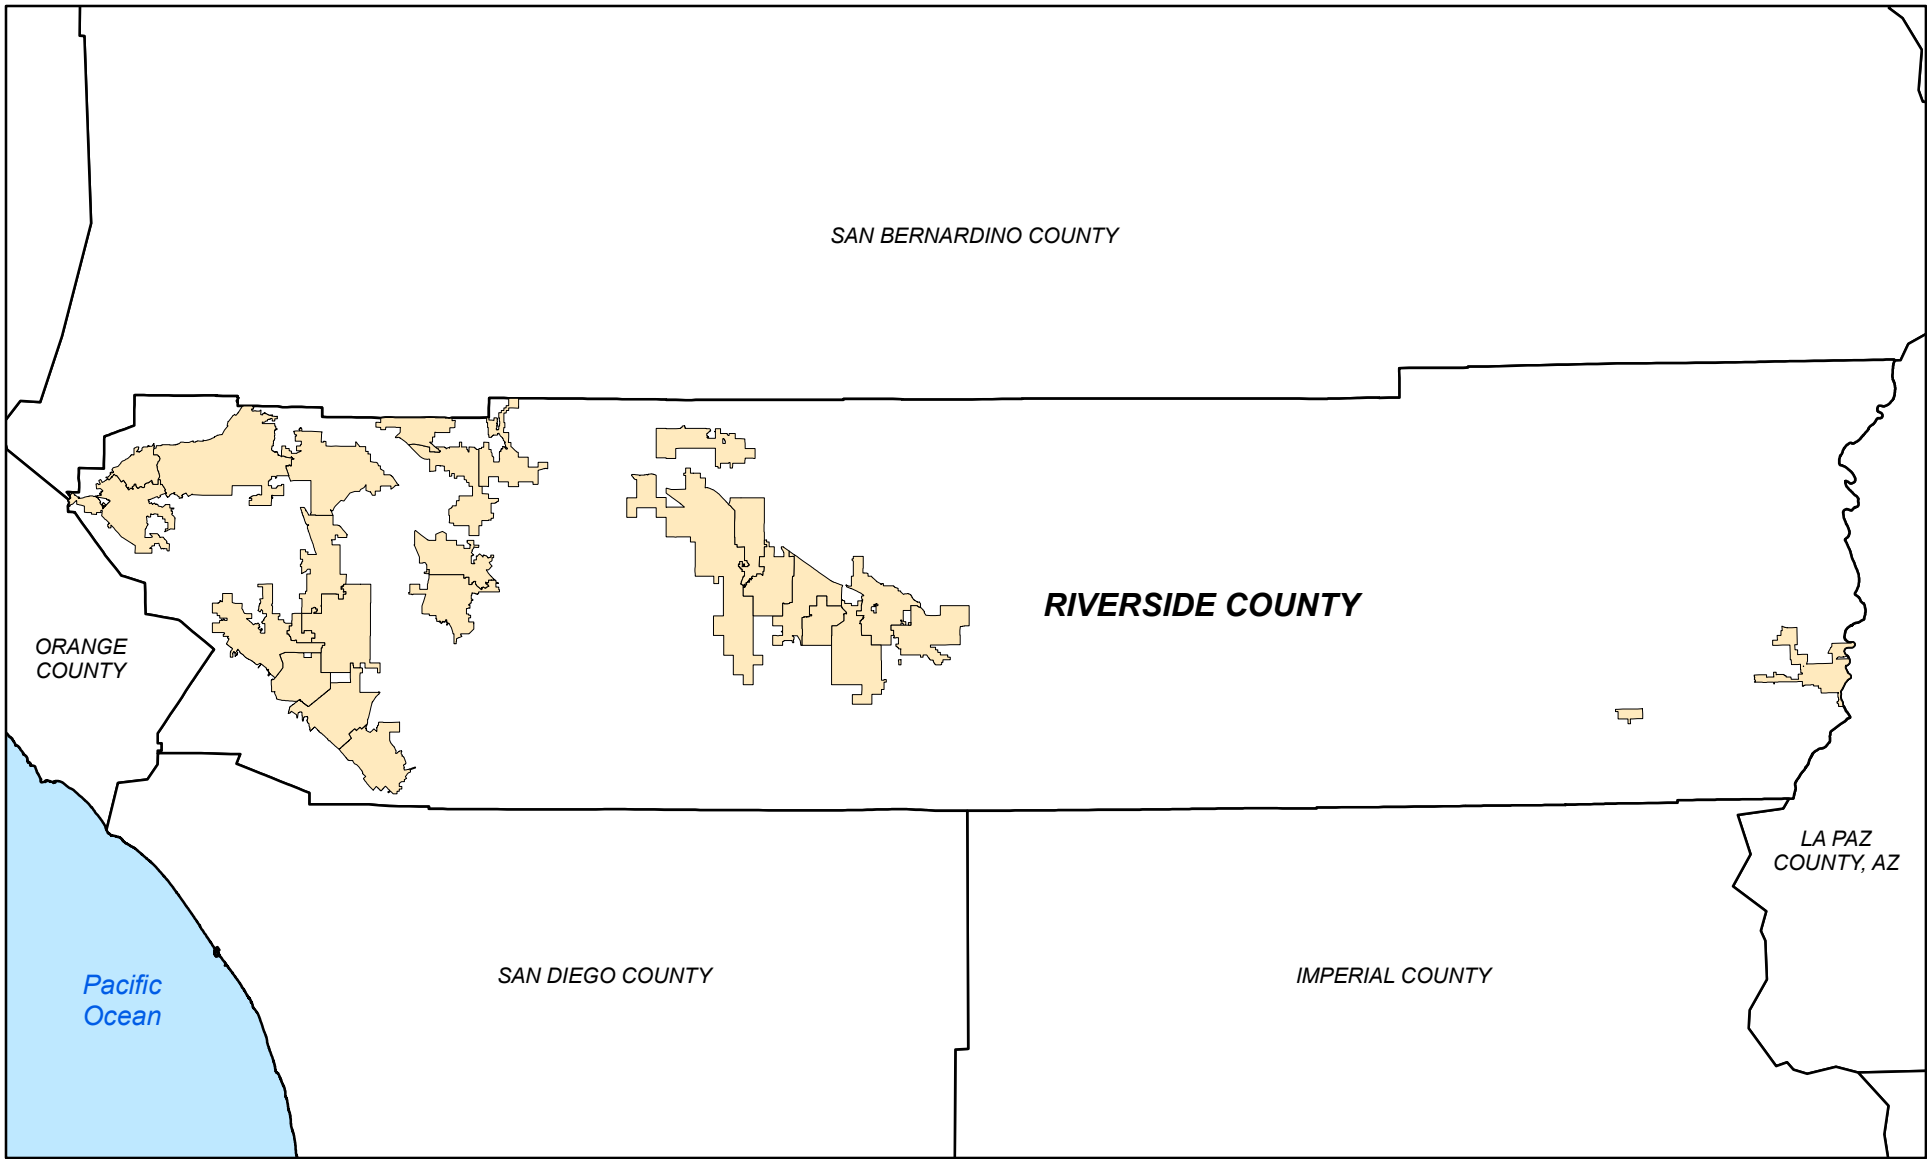 SAN BERNARDINO COUNTY
RIVERSIDE COUNTY
ORANGE
COUNTY
LA PAZ
COUNTY, AZ
SAN DIEGO COUNTY
IMPERIAL COUNTY
Pacific
Ocean